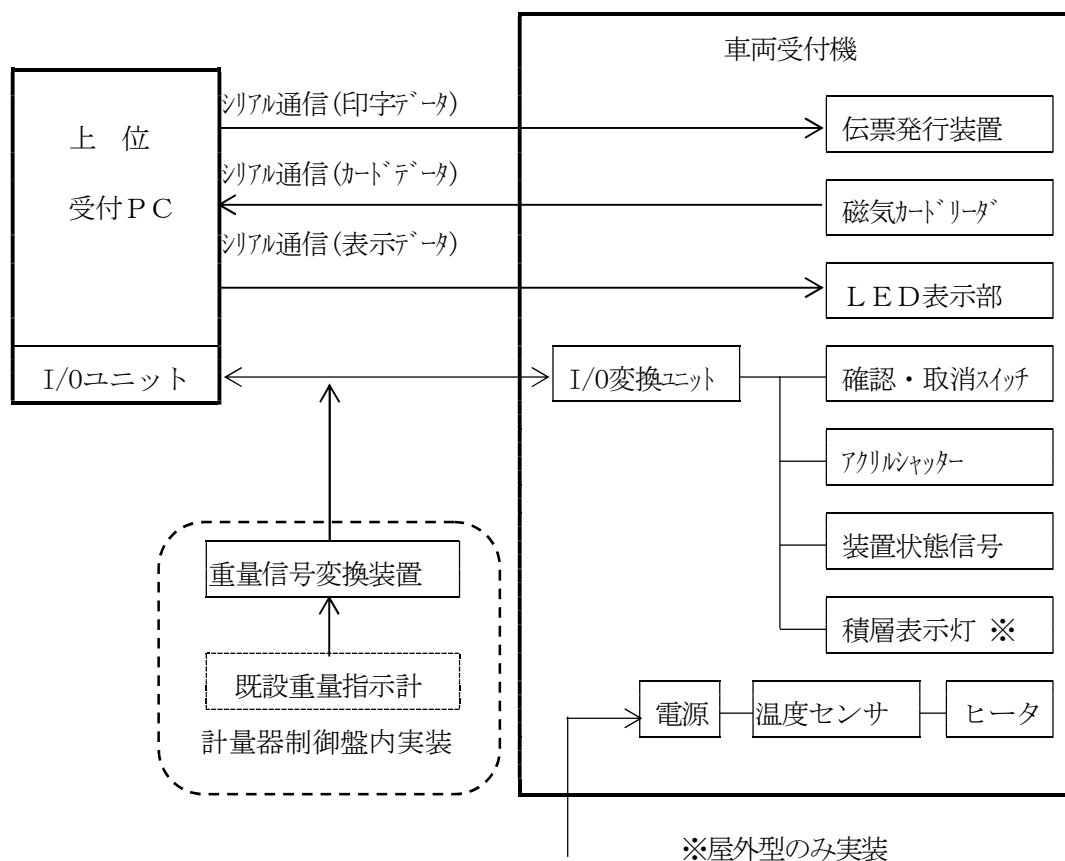 車両受付機
上 位
受付ＰＣ
ｼﾘｱﾙ通信(印字ﾃﾞｰﾀ)
伝票発行装置
ｼﾘｱﾙ通信(ｶｰﾄﾞﾃﾞｰﾀ)
磁気ｶｰﾄﾞﾘｰﾀﾞ
ｼﾘｱﾙ通信(表示ﾃﾞｰﾀ)
ＬＥＤ表示部
I/Oユニット
I/O変換ﾕﾆｯﾄ
確認・取消ｽｲｯﾁ
ｱｸﾘﾙｼｬｯﾀｰ
装置状態信号
積層表示灯 ※
重量信号変換装置
既設重量指示計
計量器制御盤内実装
電源
温度センサ
ヒータ
※屋外型のみ実装